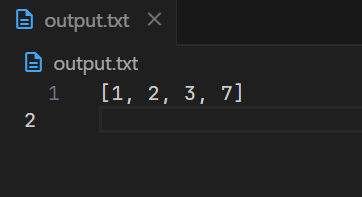 output.txt
output.txt
1 [1, 2, 3, 7]
2